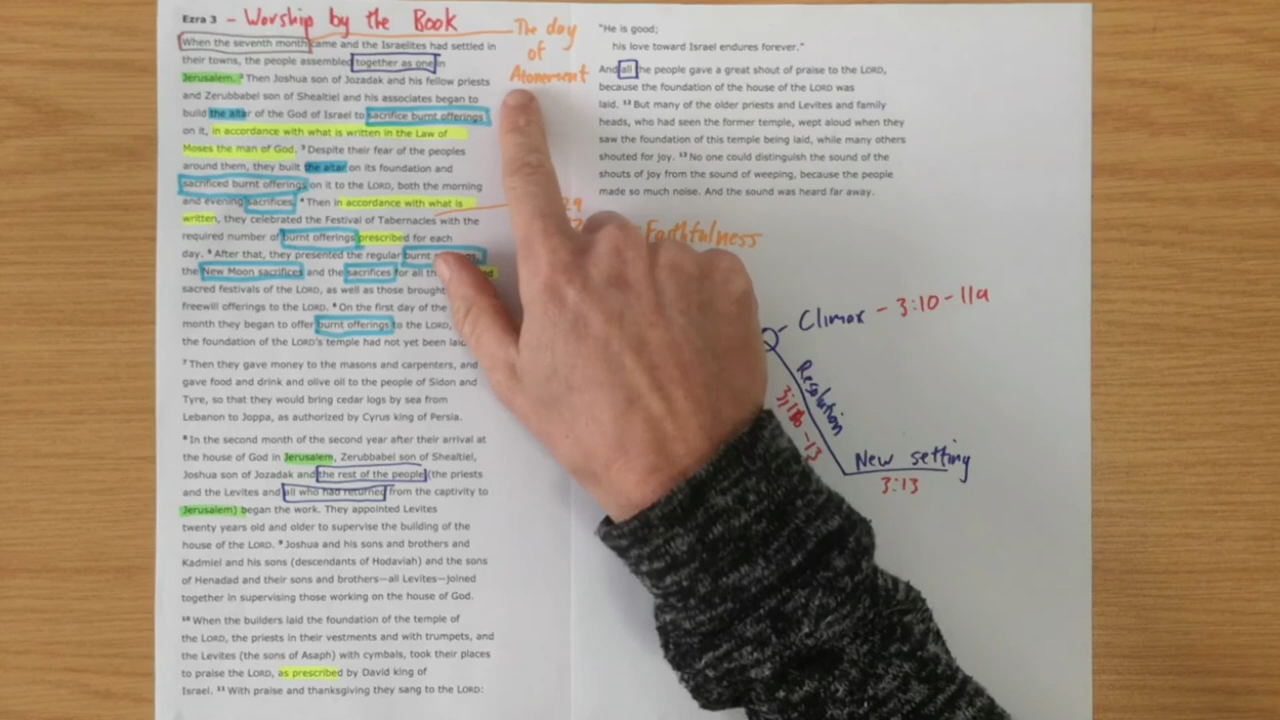 Ezra 3 - Worship by the Book
When the seventh month came and the Israelites had settled in
their towns, the people assembled together as one in
Jerusalem. ² Then Joshua son of Jozadak and his fellow priests
and Zerubbabel son of Shealtiel and his associates began to
build the altar of the God of Israel to sacrifice burnt offerings
on it, in accordance with what is written in the Law of
Moses the man of God. ³ Despite their fear of the peoples
around them, they built the altar on its foundation and
sacrificed burnt offerings on it to the LORD, both the morning
and evening sacrifices. ⁴ Then in accordance with what is
written, they celebrated the Festival of Tabernacles with the
required number of burnt offerings prescribed for each
day. ⁵ After that, they presented the regular burnt
the New Moon sacrifices and the sacrifices for all
sacred festivals of the LORD, as well as those brought
freewill offerings to the LORD. ⁶ On the first day of the
month they began to offer burnt offerings to the LORD,
the foundation of the LORD's temple had not yet been laid
⁷ Then they gave money to the masons and carpenters, and
gave food and drink and olive oil to the people of Sidon and
Tyre, so that they would bring cedar logs by sea from
Lebanon to Joppa, as authorized by Cyrus king of Persia.
⁸ In the second month of the second year after their arrival at
the house of God in Jerusalem, Zerubbabel son of Shealtiel,
Joshua son of Jozadak and the rest of the people (the priests
and the Levites and all who had returned from the captivity to
Jerusalem) began the work. They appointed Levites
twenty years old and older to supervise the building of the
house of the LORD. ⁹ Joshua and his sons and brothers and
Kadmiel and his sons (descendants of Hodaviah) and the sons
of Henadad and their sons and brothers—all Levites—joined
together in supervising those working on the house of God.
¹⁰ When the builders laid the foundation of the temple of
the LORD, the priests in their vestments and with trumpets, and
the Levites (the sons of Asaph) with cymbals, took their places
to praise the LORD, as prescribed by David king of
Israel. ¹¹ With praise and thanksgiving they sang to the LORD:
The day
of
Atonement
"He is good;
his love toward Israel endures forever."
And all the people gave a great shout of praise to the LORD,
because the foundation of the house of the LORD was
laid. ¹² But many of the older priests and Levites and family
heads, who had seen the former temple, wept aloud when they
saw the foundation of this temple being laid, while many others
shouted for joy. ¹³ No one could distinguish the sound of the
shouts of joy from the sound of weeping, because the people
made so much noise. And the sound was heard far away.
Faithfulness
Climax - 3:10-11a
Resolution
3:11b-13
New setting
3:13